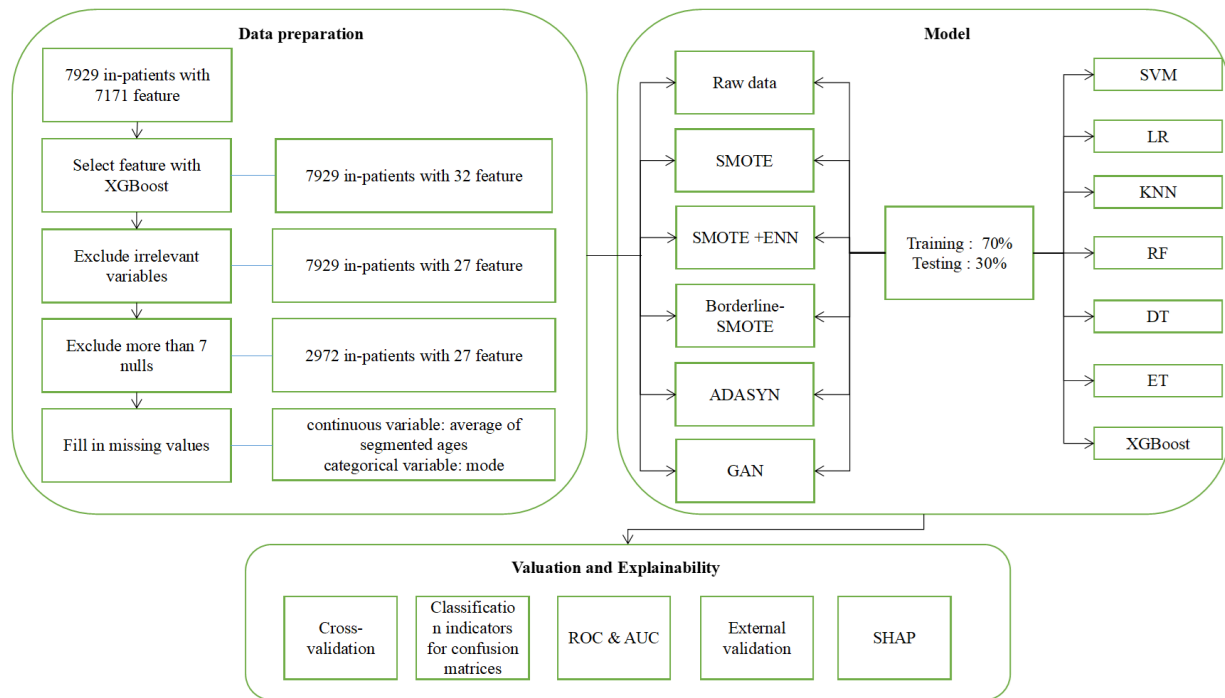 Data preparation
7929 in-patients with
7171 feature
Select feature with
XGBoost
7929 in-patients with 32 feature
Exclude irrelevant
variables
7929 in-patients with 27 feature
Exclude more than 7
nulls
2972 in-patients with 27 feature
Fill in missing values
continuous variable: average of
segmented ages
categorical variable: mode
Model
Raw data
SMOTE
SMOTE +ENN
Borderline-
SMOTE
ADASYN
GAN
Training : 70%
Testing : 30%
SVM
LR
KNN
RF
DT
ET
XGBoost
Valuation and Explainability
Cross-
validation
Classificatio
n indicators
for confusion
matrices
ROC & AUC
External
validation
SHAP